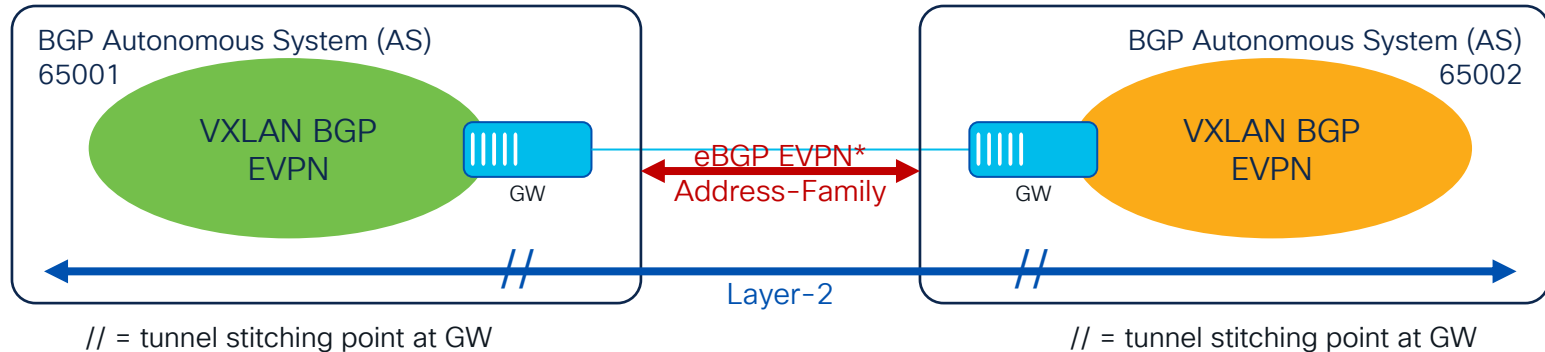 BGP Autonomous System (AS)
65001
VXLAN BGP
EVPN
GW
eBGP EVPN*
Address-Family
BGP Autonomous System (AS)
65002
VXLAN BGP
EVPN
GW
//
//
Layer-2
// = tunnel stitching point at GW
// = tunnel stitching point at GW